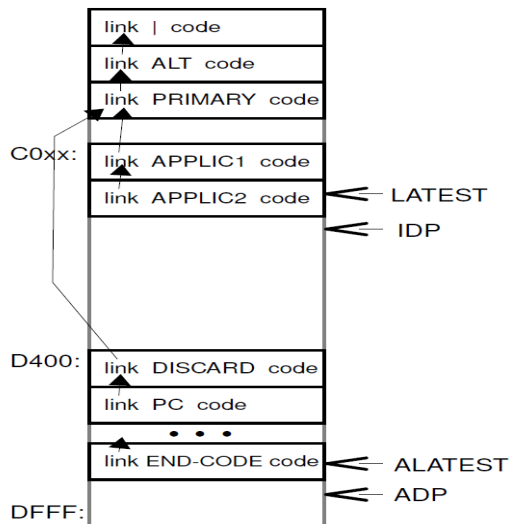 link | code
link ALT code
link PRIMARY code
C0xx:
link APPLIC1 code
link APPLIC2 code
LATEST
IDP
D400:
link DISCARD code
link PC code
• • •
link END-CODE code
ALATEST
ADP
DFFF: